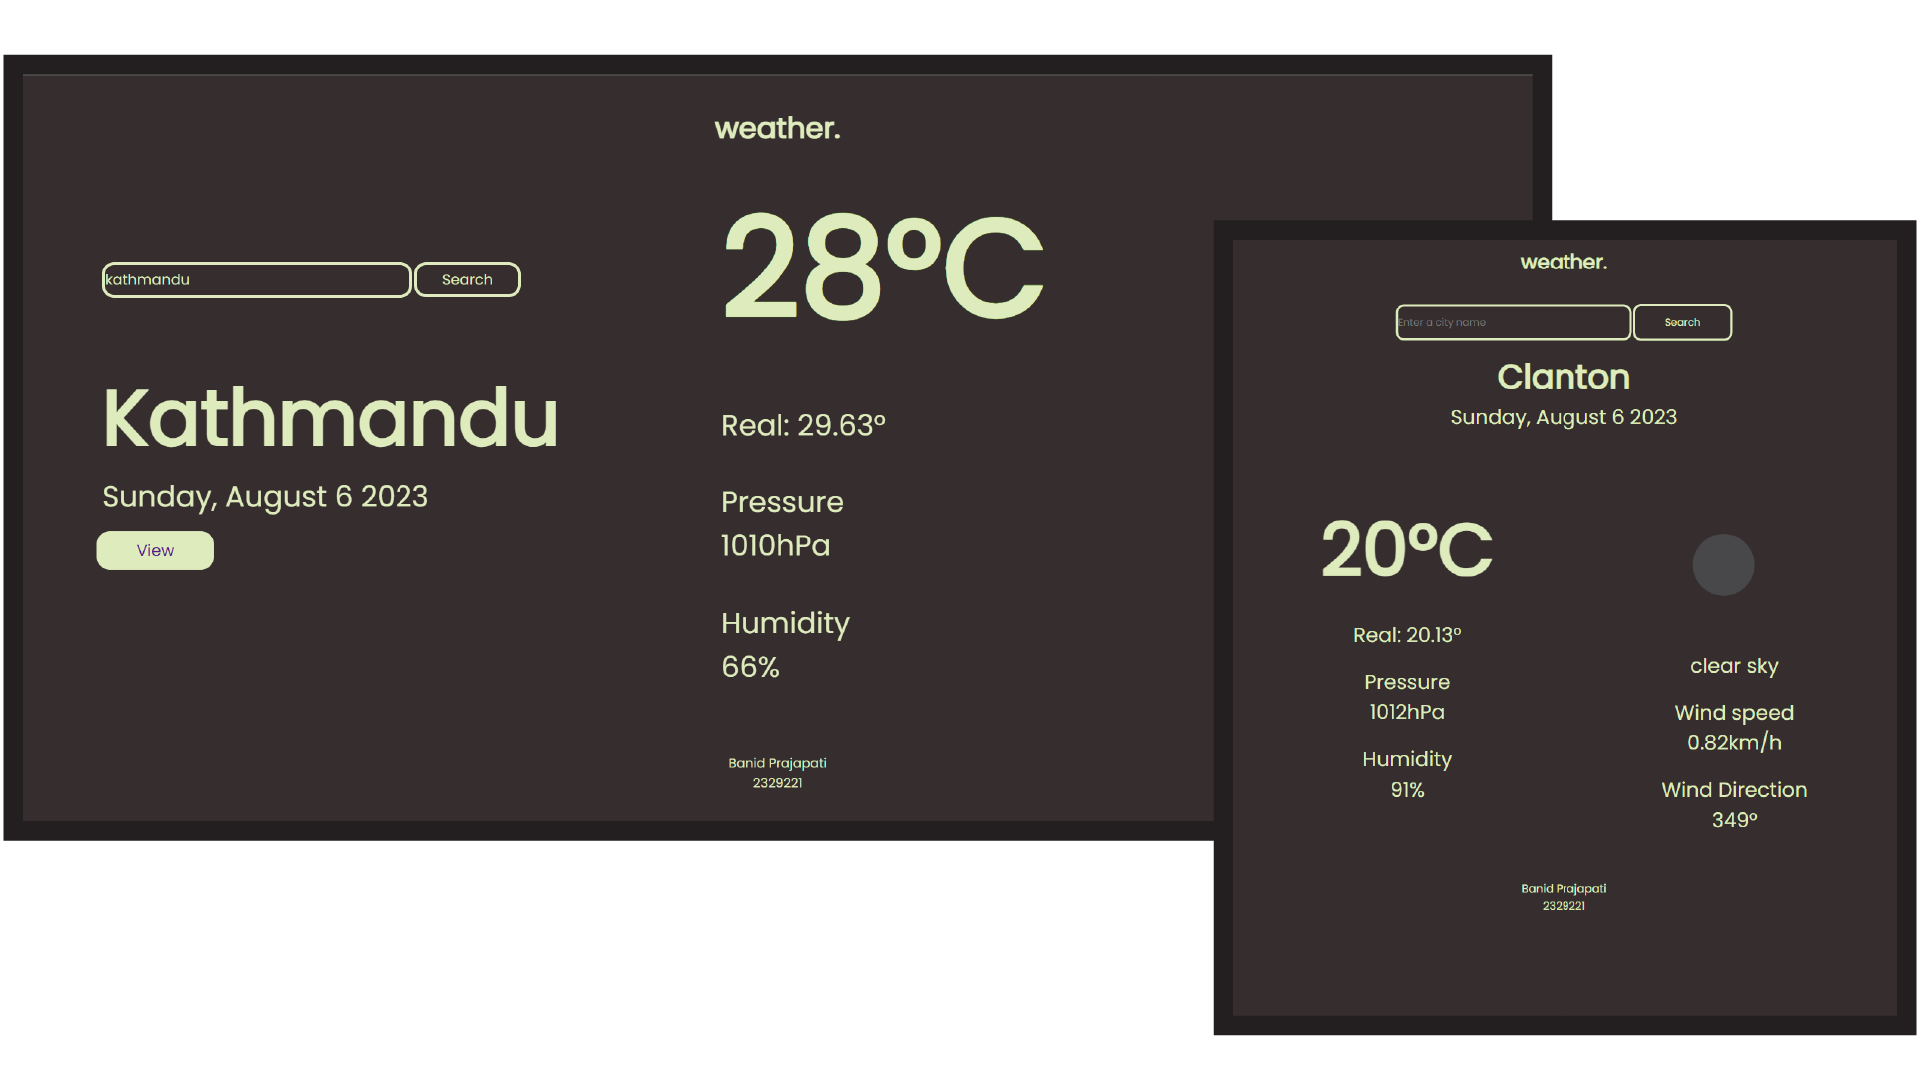 weather.
kathmandu
Search
28°C
Kathmandu
Sunday, August 6 2023
View
Real: 29.63°
Pressure
1010hPa
Humidity
66%
Banid Prajapati
2329221
weather.
Enter a city name
Search
Clanton
Sunday, August 6 2023
20°C
Real: 20.13°
Pressure
1012hPa
Humidity
91%
clear sky
Wind speed
0.82km/h
Wind Direction
349°
Banid Prajapati
2329221